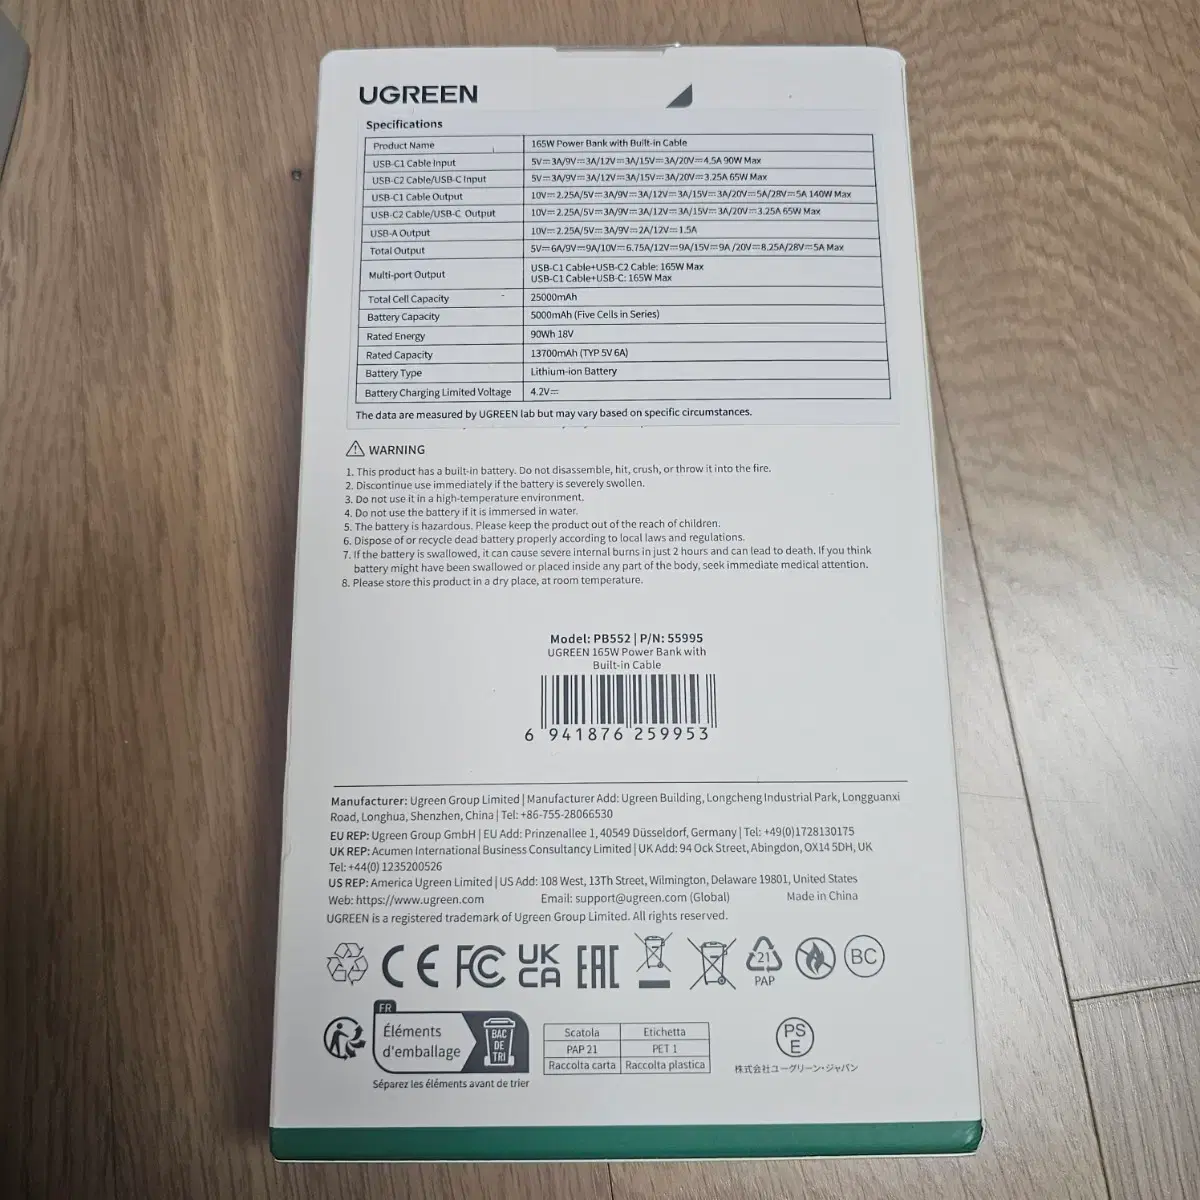 UGREEN
Specifications
Product Name 165W Power Bank with Built-in Cable
USB-C1 Cable Input 5V⎓3A/9V⎓3A/12V⎓3A/15V⎓3A/20V⎓4.5A 90W Max
USB-C2 Cable/USB-C Input 5V⎓3A/9V⎓3A/12V⎓3A/15V⎓3A/20V⎓3.25A 65W Max
USB-C1 Cable Output 10V⎓2.25A/5V⎓3A/9V⎓3A/12V⎓3A/15V⎓3A/20V⎓5A/28V⎓5A 140W Max
USB-C2 Cable/USB-C Output 10V⎓2.25A/5V⎓3A/9V⎓3A/12V⎓3A/15V⎓3A/20V⎓3.25A 65W Max
USB-A Output 10V⎓2.25A/5V⎓3A/9V⎓2A/12V⎓1.5A
Total Output 5V⎓6A/9V⎓9A/10V⎓6.75A/12V⎓9A/15V⎓9A /20V⎓8.25A/28V⎓5A Max
Multi-port Output USB-C1 Cable+USB-C2 Cable: 165W Max
USB-C1 Cable+USB-C: 165W Max
Total Cell Capacity 25000mAh
Battery Capacity 5000mAh (Five Cells in Series)
Rated Energy 90Wh 18V
Rated Capacity 13700mAh (TYP 5V 6A)
Battery Type Lithium-ion Battery
Battery Charging Limited Voltage 4.2V⎓
The data are measured by UGREEN lab but may vary based on specific circumstances.
WARNING
1. This product has a built-in battery. Do not disassemble, hit, crush, or throw it into the fire.
2. Discontinue use immediately if the battery is severely swollen.
3. Do not use it in a high-temperature environment.
4. Do not use the battery if it is immersed in water.
5. The battery is hazardous. Please keep the product out of the reach of children.
6. Dispose of or recycle dead battery properly according to local laws and regulations.
7. If the battery is swallowed, it can cause severe internal burns in just 2 hours and can lead to death. If you think
battery might have been swallowed or placed inside any part of the body, seek immediate medical attention.
8. Please store this product in a dry place, at room temperature.
Model: PB552 | P/N: 55995
UGREEN 165W Power Bank with
Built-in Cable
6 941876 259953
Manufacturer: Ugreen Group Limited | Manufacturer Add: Ugreen Building, Longcheng Industrial Park, Longguanxi
Road, Longhua, Shenzhen, China | Tel: +86-755-28066530
EU REP: Ugreen Group GmbH | EU Add: Prinzenallee 1, 40549 Düsseldorf, Germany | Tel: +49(0)1728130175
UK REP: Acumen International Business Consultancy Limited | UK Add: 94 Ock Street, Abingdon, OX14 5DH, UK
Tel: +44(0) 1235200526
US REP: America Ugreen Limited | US Add: 108 West, 13Th Street, Wilmington, Delaware 19801, United States
Web: https://www.ugreen.com Email: support@ugreen.com (Global) Made in China
UGREEN is a registered trademark of Ugreen Group Limited. All rights reserved.
CE FC UK CA EAC 21 PAP BC
FR
Éléments
d'emballage
BAC
DE
TRI
Séparez les éléments avant de trier
Scatola Etichetta
PAP 21 PET 1
Raccolta carta Raccolta plastica
PS
E
株式会社ユーグリーン・ジャパン